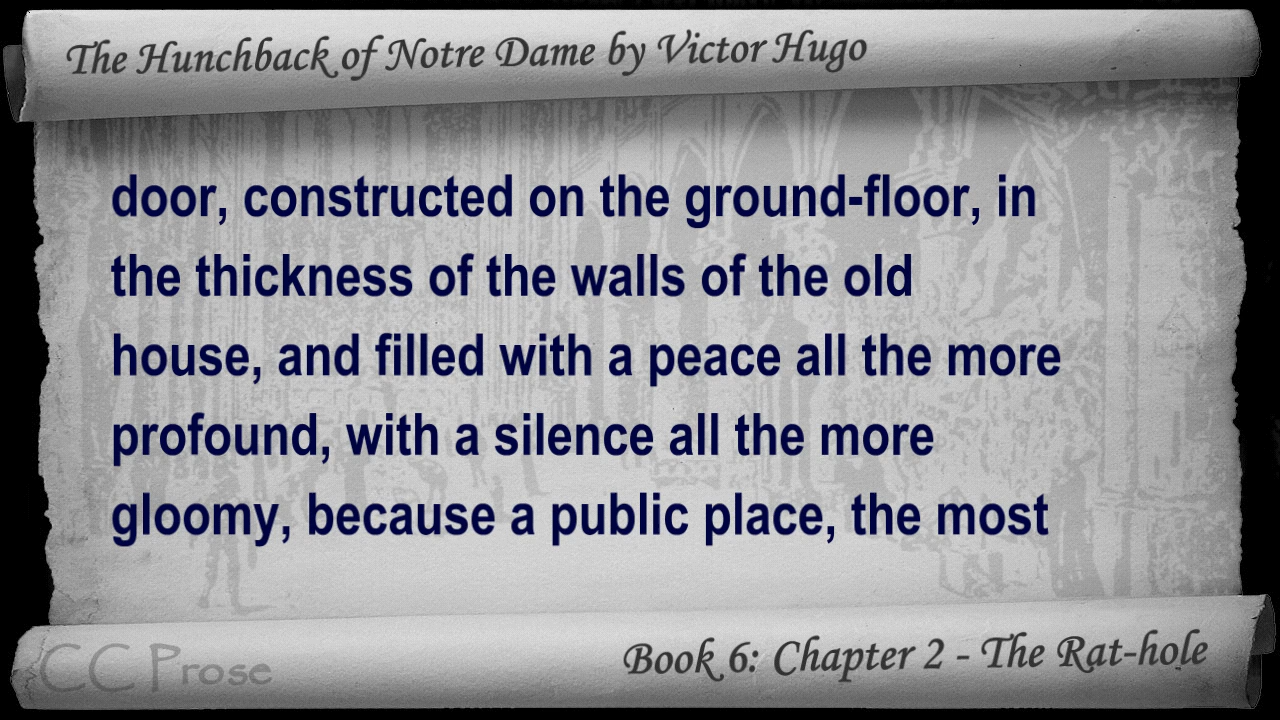 The Hunchback of Notre Dame by Victor Hugo
door, constructed on the ground-floor, in
the thickness of the walls of the old
house, and filled with a peace all the more
profound, with a silence all the more
gloomy, because a public place, the most
CC Prose
Book 6: Chapter 2 - The Rat-hole